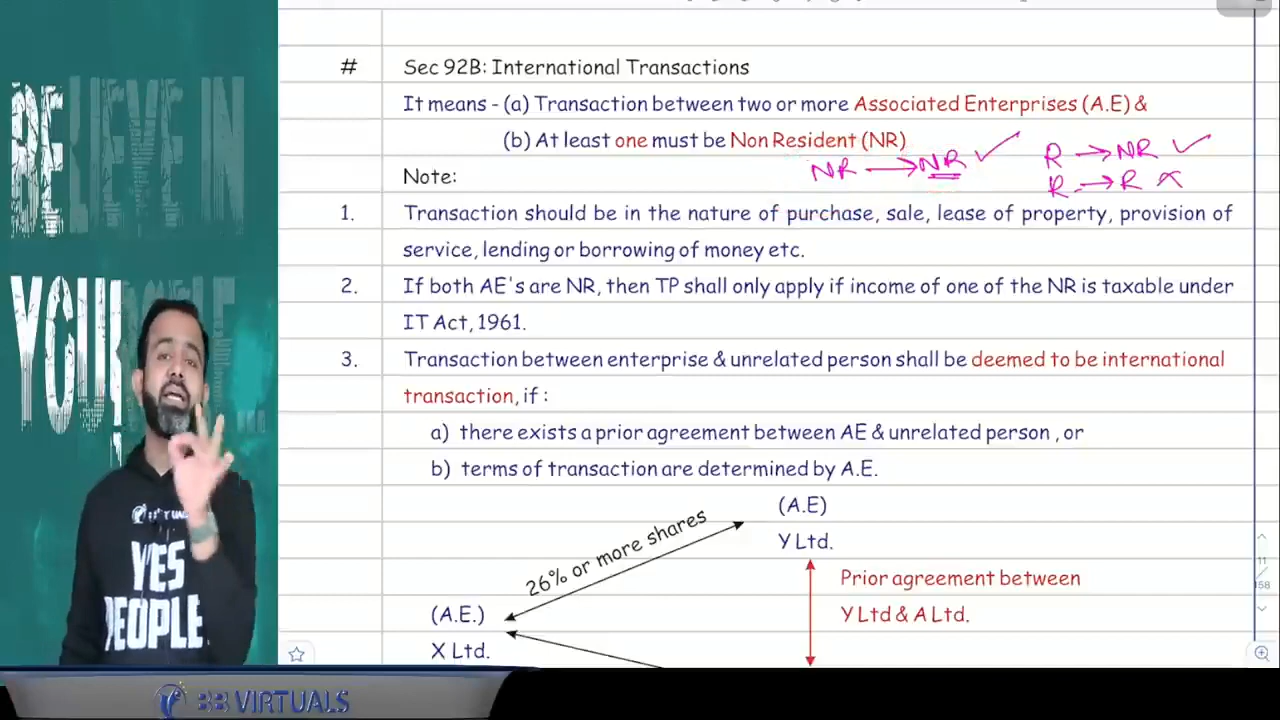 BELIEVE IN
YOU
# Sec 92B: International Transactions
It means - (a) Transaction between two or more Associated Enterprises (A.E) &
(b) At least one must be Non Resident (NR)
NR → NR ✓ R → NR ✓
R → R ×
Note:
1. Transaction should be in the nature of purchase, sale, lease of property, provision of
service, lending or borrowing of money etc.
2. If both AE's are NR, then TP shall only apply if income of one of the NR is taxable under
IT Act, 1961.
3. Transaction between enterprise & unrelated person shall be deemed to be international
transaction, if :
a) there exists a prior agreement between AE & unrelated person , or
b) terms of transaction are determined by A.E.
(A.E)
26% or more shares
Y Ltd.
Prior agreement between
Y Ltd & A Ltd.
(A.E.)
X Ltd.
11
/
158
YES
PEOPLE
BB VIRTUALS